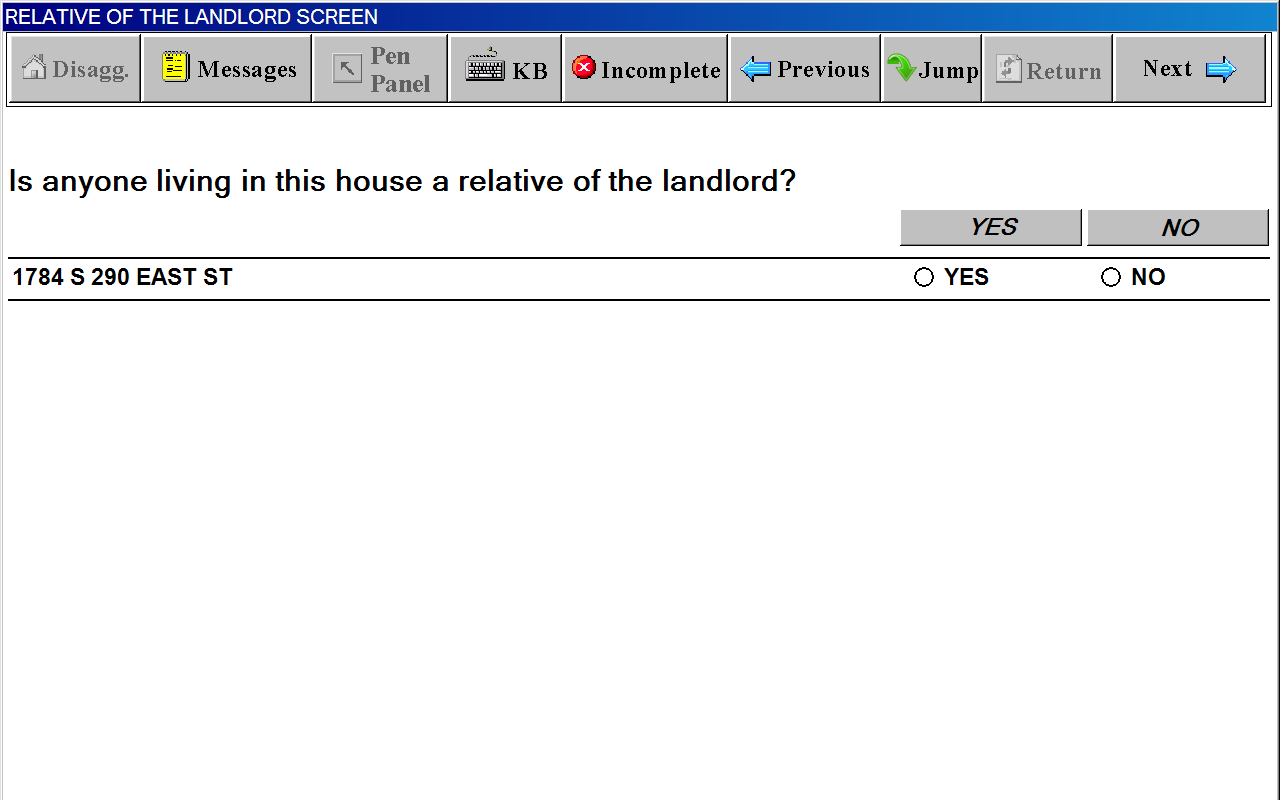 RELATIVE OF THE LANDLORD SCREEN
Disagg. Messages Pen Panel KB Incomplete Previous Jump Return Next
Is anyone living in this house a relative of the landlord?
YES NO
1784 S 290 EAST ST YES NO